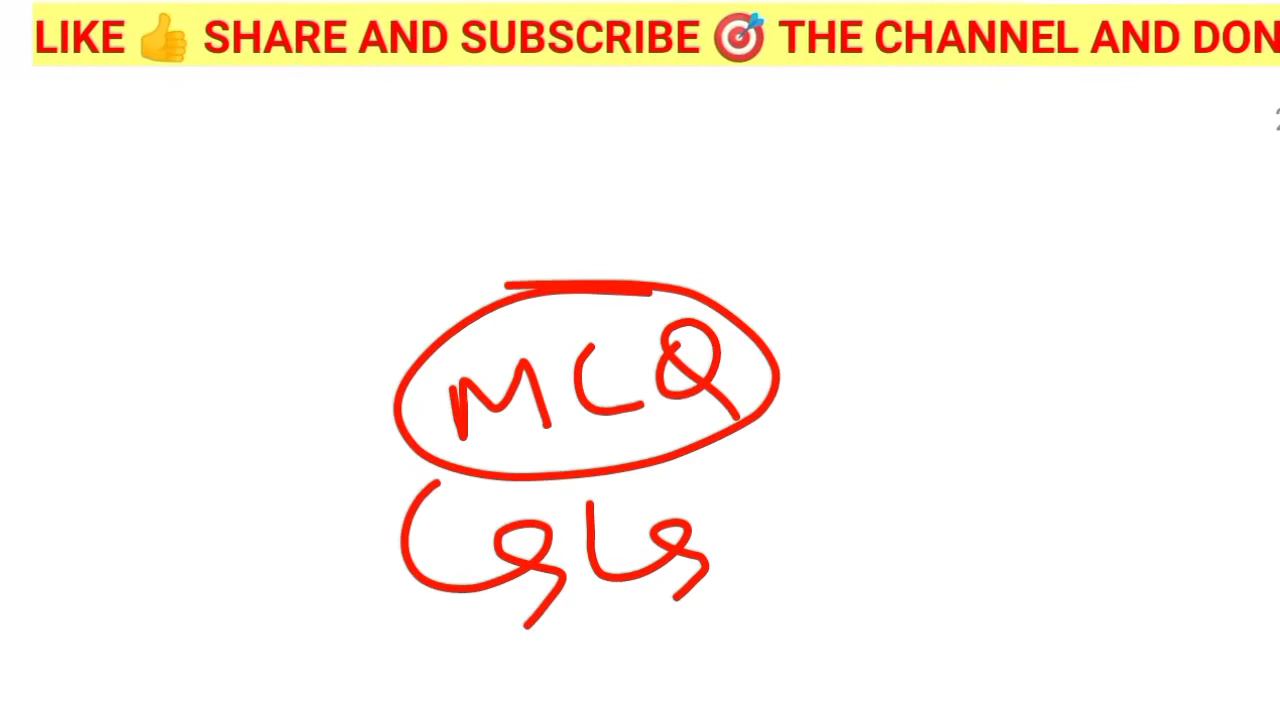 LIKE 👍 SHARE AND SUBSCRIBE 🎯 THE CHANNEL AND DON
MCQ